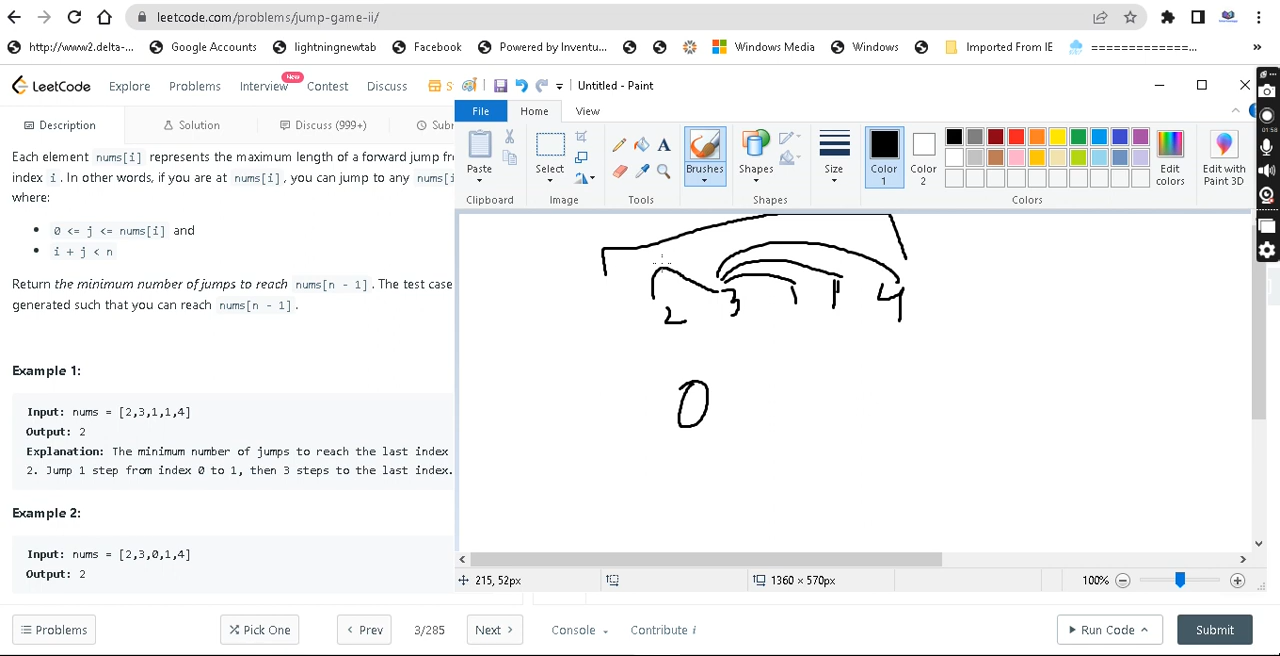 leetcode.com/problems/jump-game-ii/
http://www2.delta-... Google Accounts lightningnewtab Facebook Powered by Inventu... Windows Media Windows Imported From IE =============... »
LeetCode Explore Problems Interview New Contest Discuss S
Untitled - Paint
File Home View
Description Solution Discuss (999+) Sub
Paste Select Brushes Shapes Size Color 1 Color 2 Edit colors Edit with Paint 3D
Clipboard Image Tools Shapes Colors
01:58
Each element nums[i] represents the maximum length of a forward jump fr
index i. In other words, if you are at nums[i], you can jump to any nums[i
where:
0 <= j <= nums[i] and
i + j < n
Return the minimum number of jumps to reach nums[n - 1]. The test case
generated such that you can reach nums[n - 1].
2 3 1 1 4
0
Example 1:
Input: nums = [2,3,1,1,4]
Output: 2
Explanation: The minimum number of jumps to reach the last index
2. Jump 1 step from index 0 to 1, then 3 steps to the last index.
Example 2:
Input: nums = [2,3,0,1,4]
Output: 2
215, 52px 1360 × 570px 100%
Problems Pick One Prev 3/285 Next Console Contribute i Run Code Submit